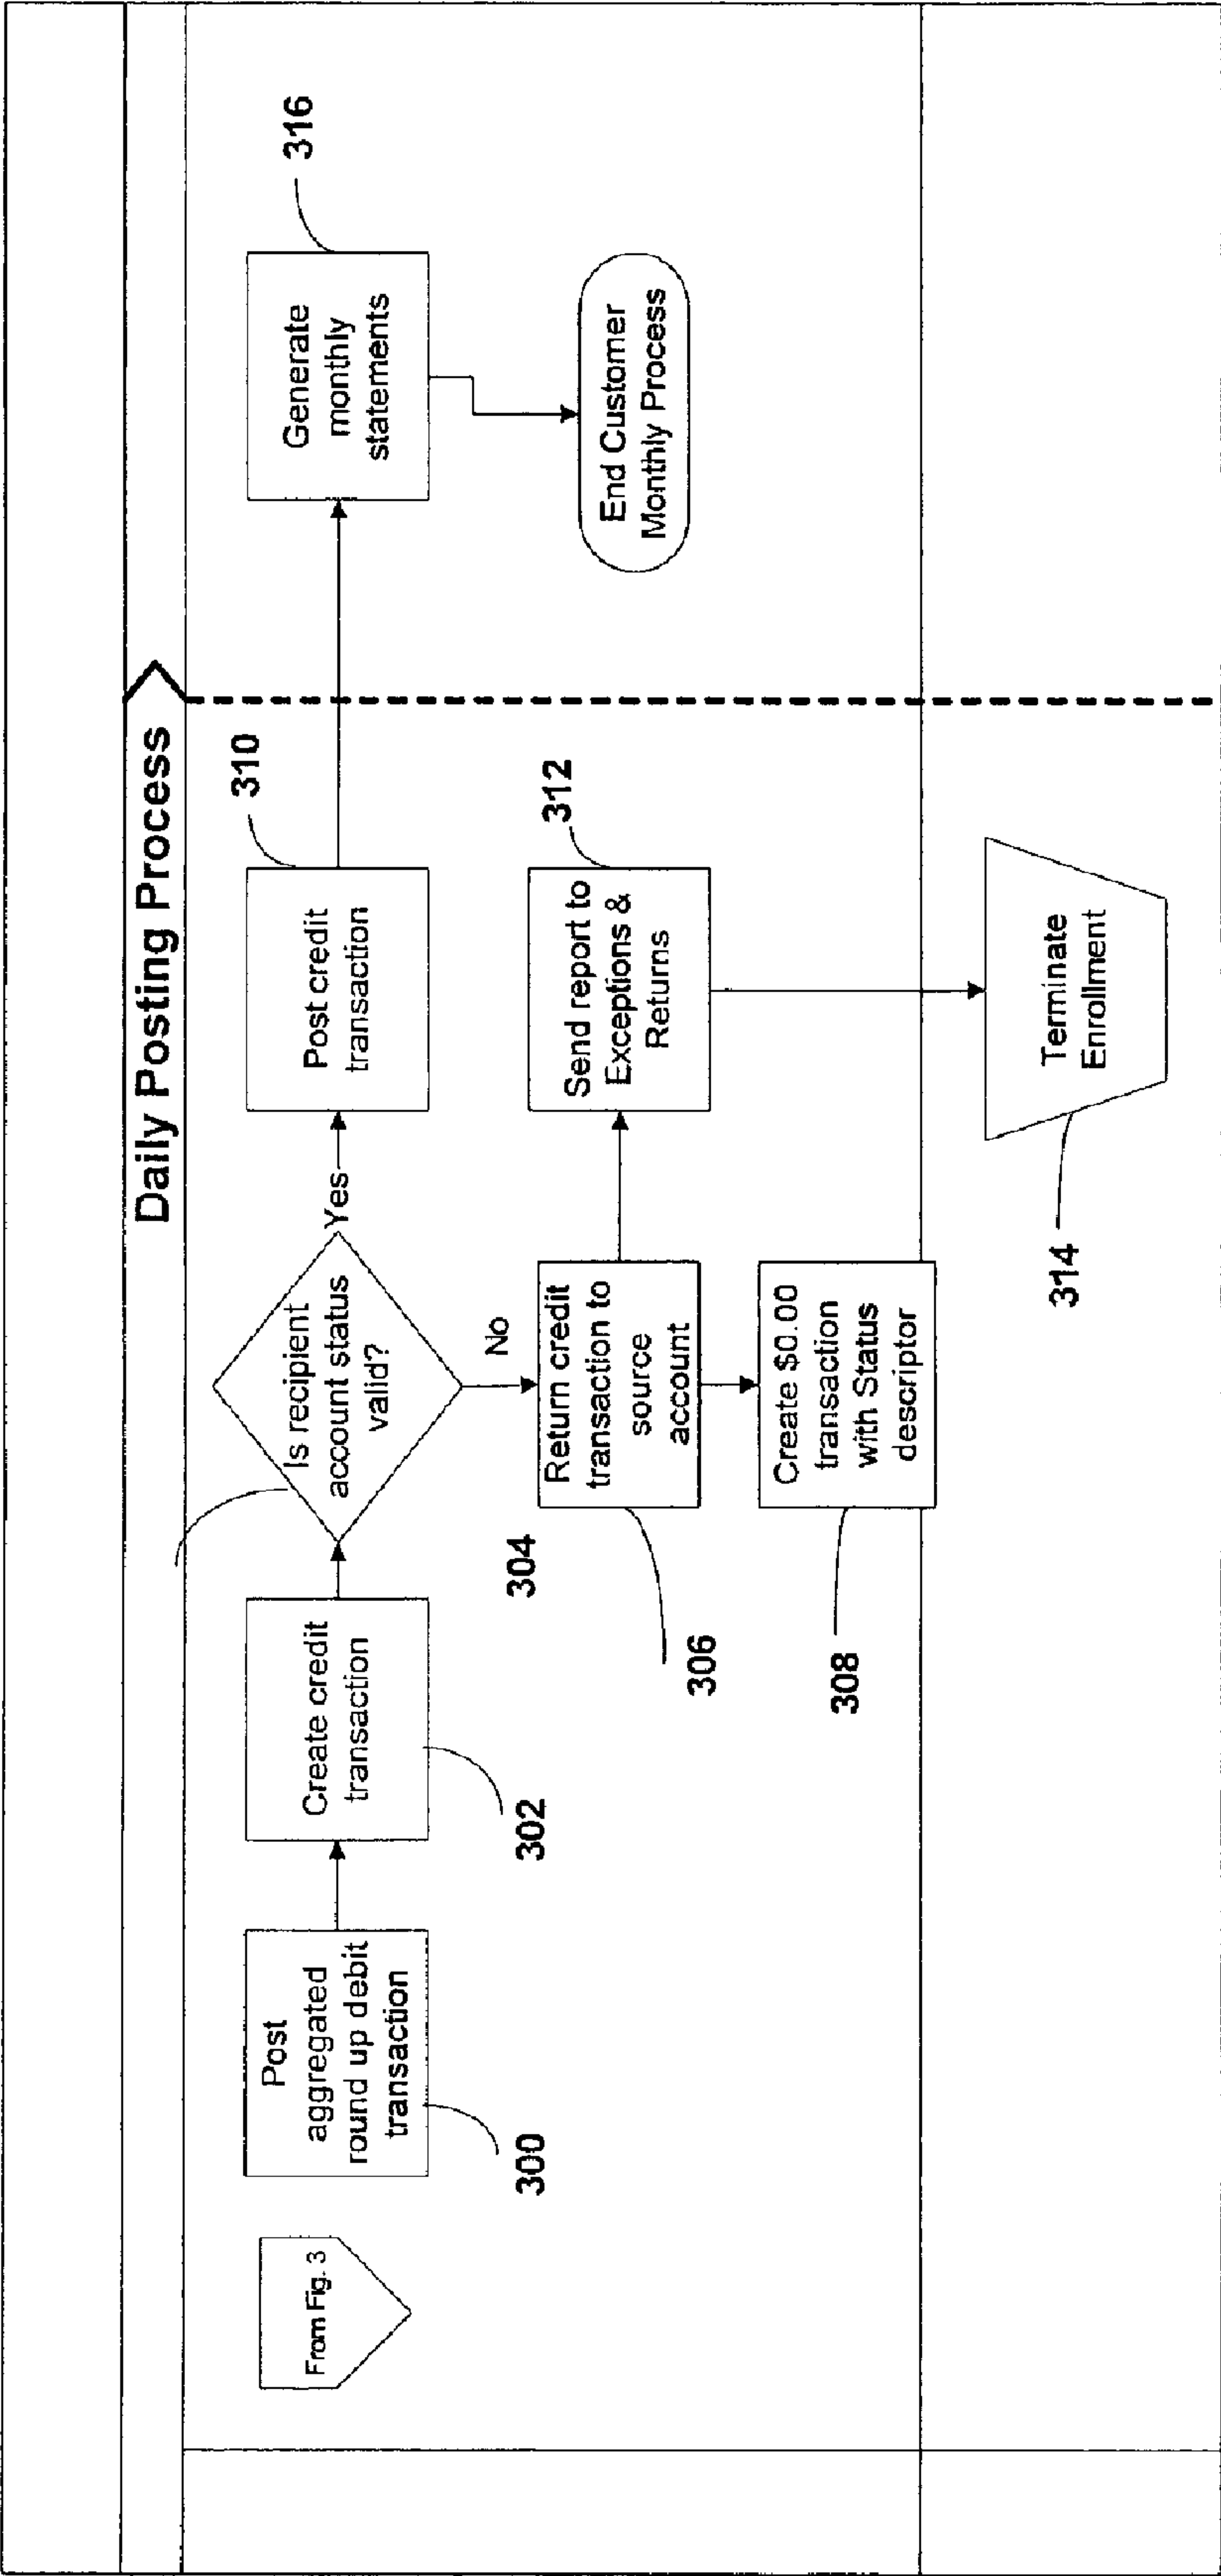 Daily Posting Process
From Fig. 3
Post
aggregated
round up debit
transaction
300
Create credit
transaction
302
Is recipient
account status
valid?
304
Yes
No
Post credit
transaction
310
Generate
monthly
statements
316
End Customer
Monthly Process
Return credit
transaction to
source
account
306
Send report to
Exceptions &
Returns
312
Create $0.00
transaction
with Status
descriptor
308
Terminate
Enrollment
314